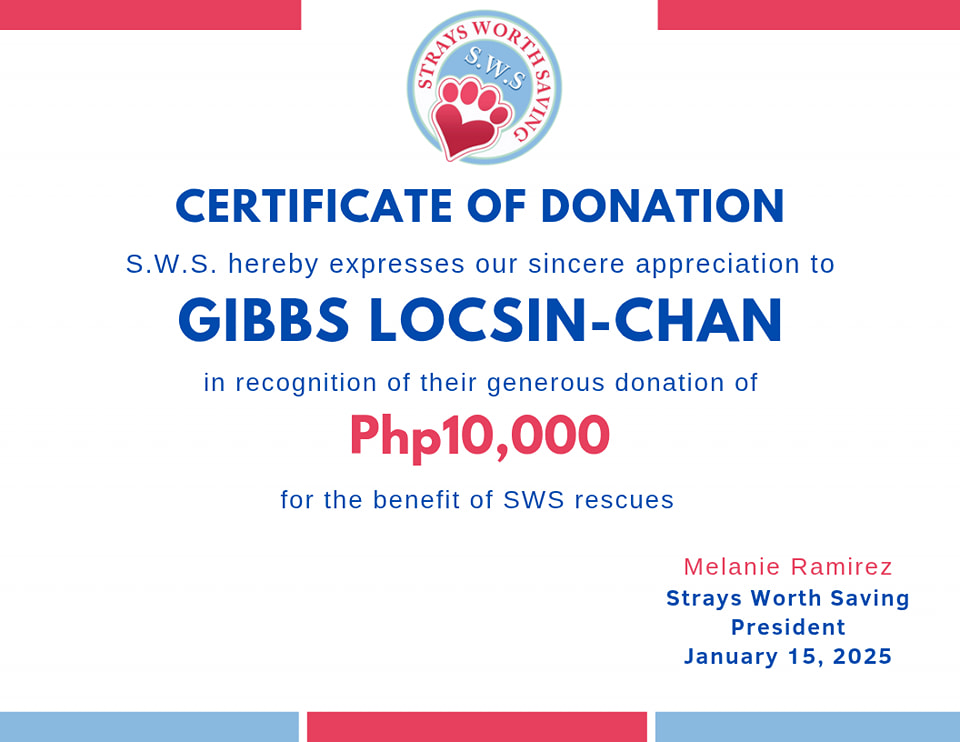 STRAYS WORTH SAVING
S.W.S
CERTIFICATE OF DONATION
S.W.S. hereby expresses our sincere appreciation to
GIBBS LOCSIN-CHAN
in recognition of their generous donation of
Php10,000
for the benefit of SWS rescues
Melanie Ramirez
Strays Worth Saving
President
January 15, 2025